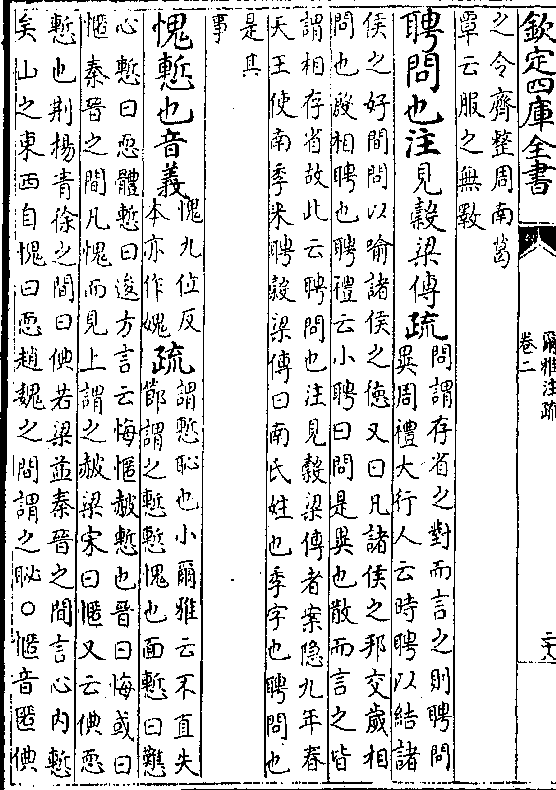 欽定四庫全書
爾雅注疏
卷二
三六
之令齊整周南葛
覃云服之無斁
聘問也注見穀梁傳疏問謂存省之對而言之則聘問
異周禮大行人云時聘以結諸
侯之好間問以喻諸侯之德又曰凡諸侯之邦交歲相
問也殷相聘也聘禮云小聘曰問是異也散而言之皆
謂相存省故此云聘問也注見穀梁傳者案隐九年春
天王使南季来聘穀梁傳曰南氏姓也季字也聘問也
是其
事
愧慙也音義愧九位反
本亦作媿疏謂慙恥也小爾雅云不直失
節謂之慙慙愧也面慙曰戁
心慙曰恧體慙曰逡方言云悔㥾赧慙也晉曰悔或曰
㥾秦晉之間凡愧而見上謂之赧梁宋曰㥾又云㥏恧
慙也荆揚青徐之間曰㥏若梁益秦晉之間言心内慙
矣山之東西自愧曰恧趙魏之間謂之䏟○㥾音匿㥏